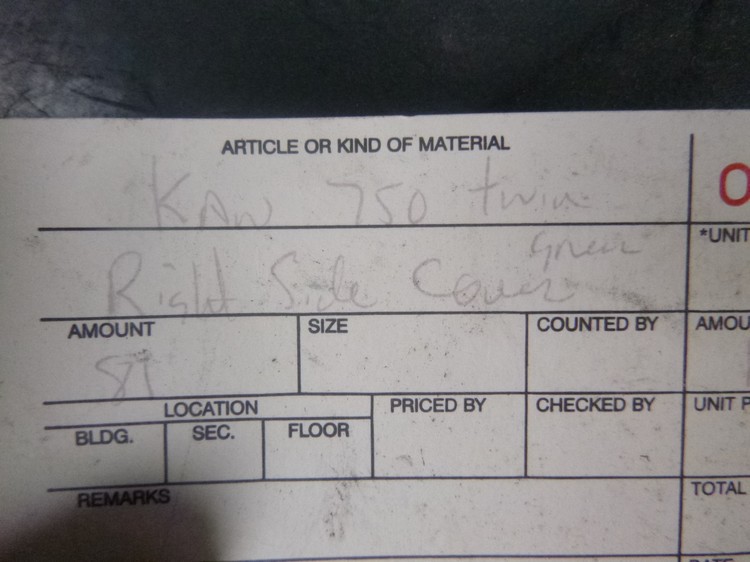 ARTICLE OR KIND OF MATERIAL
KAW 750 twin
O
*UNIT
green
Right Side Cover
AMOUNT SIZE COUNTED BY AMOU
LOCATION PRICED BY CHECKED BY UNIT P
BLDG. SEC. FLOOR
REMARKS TOTAL